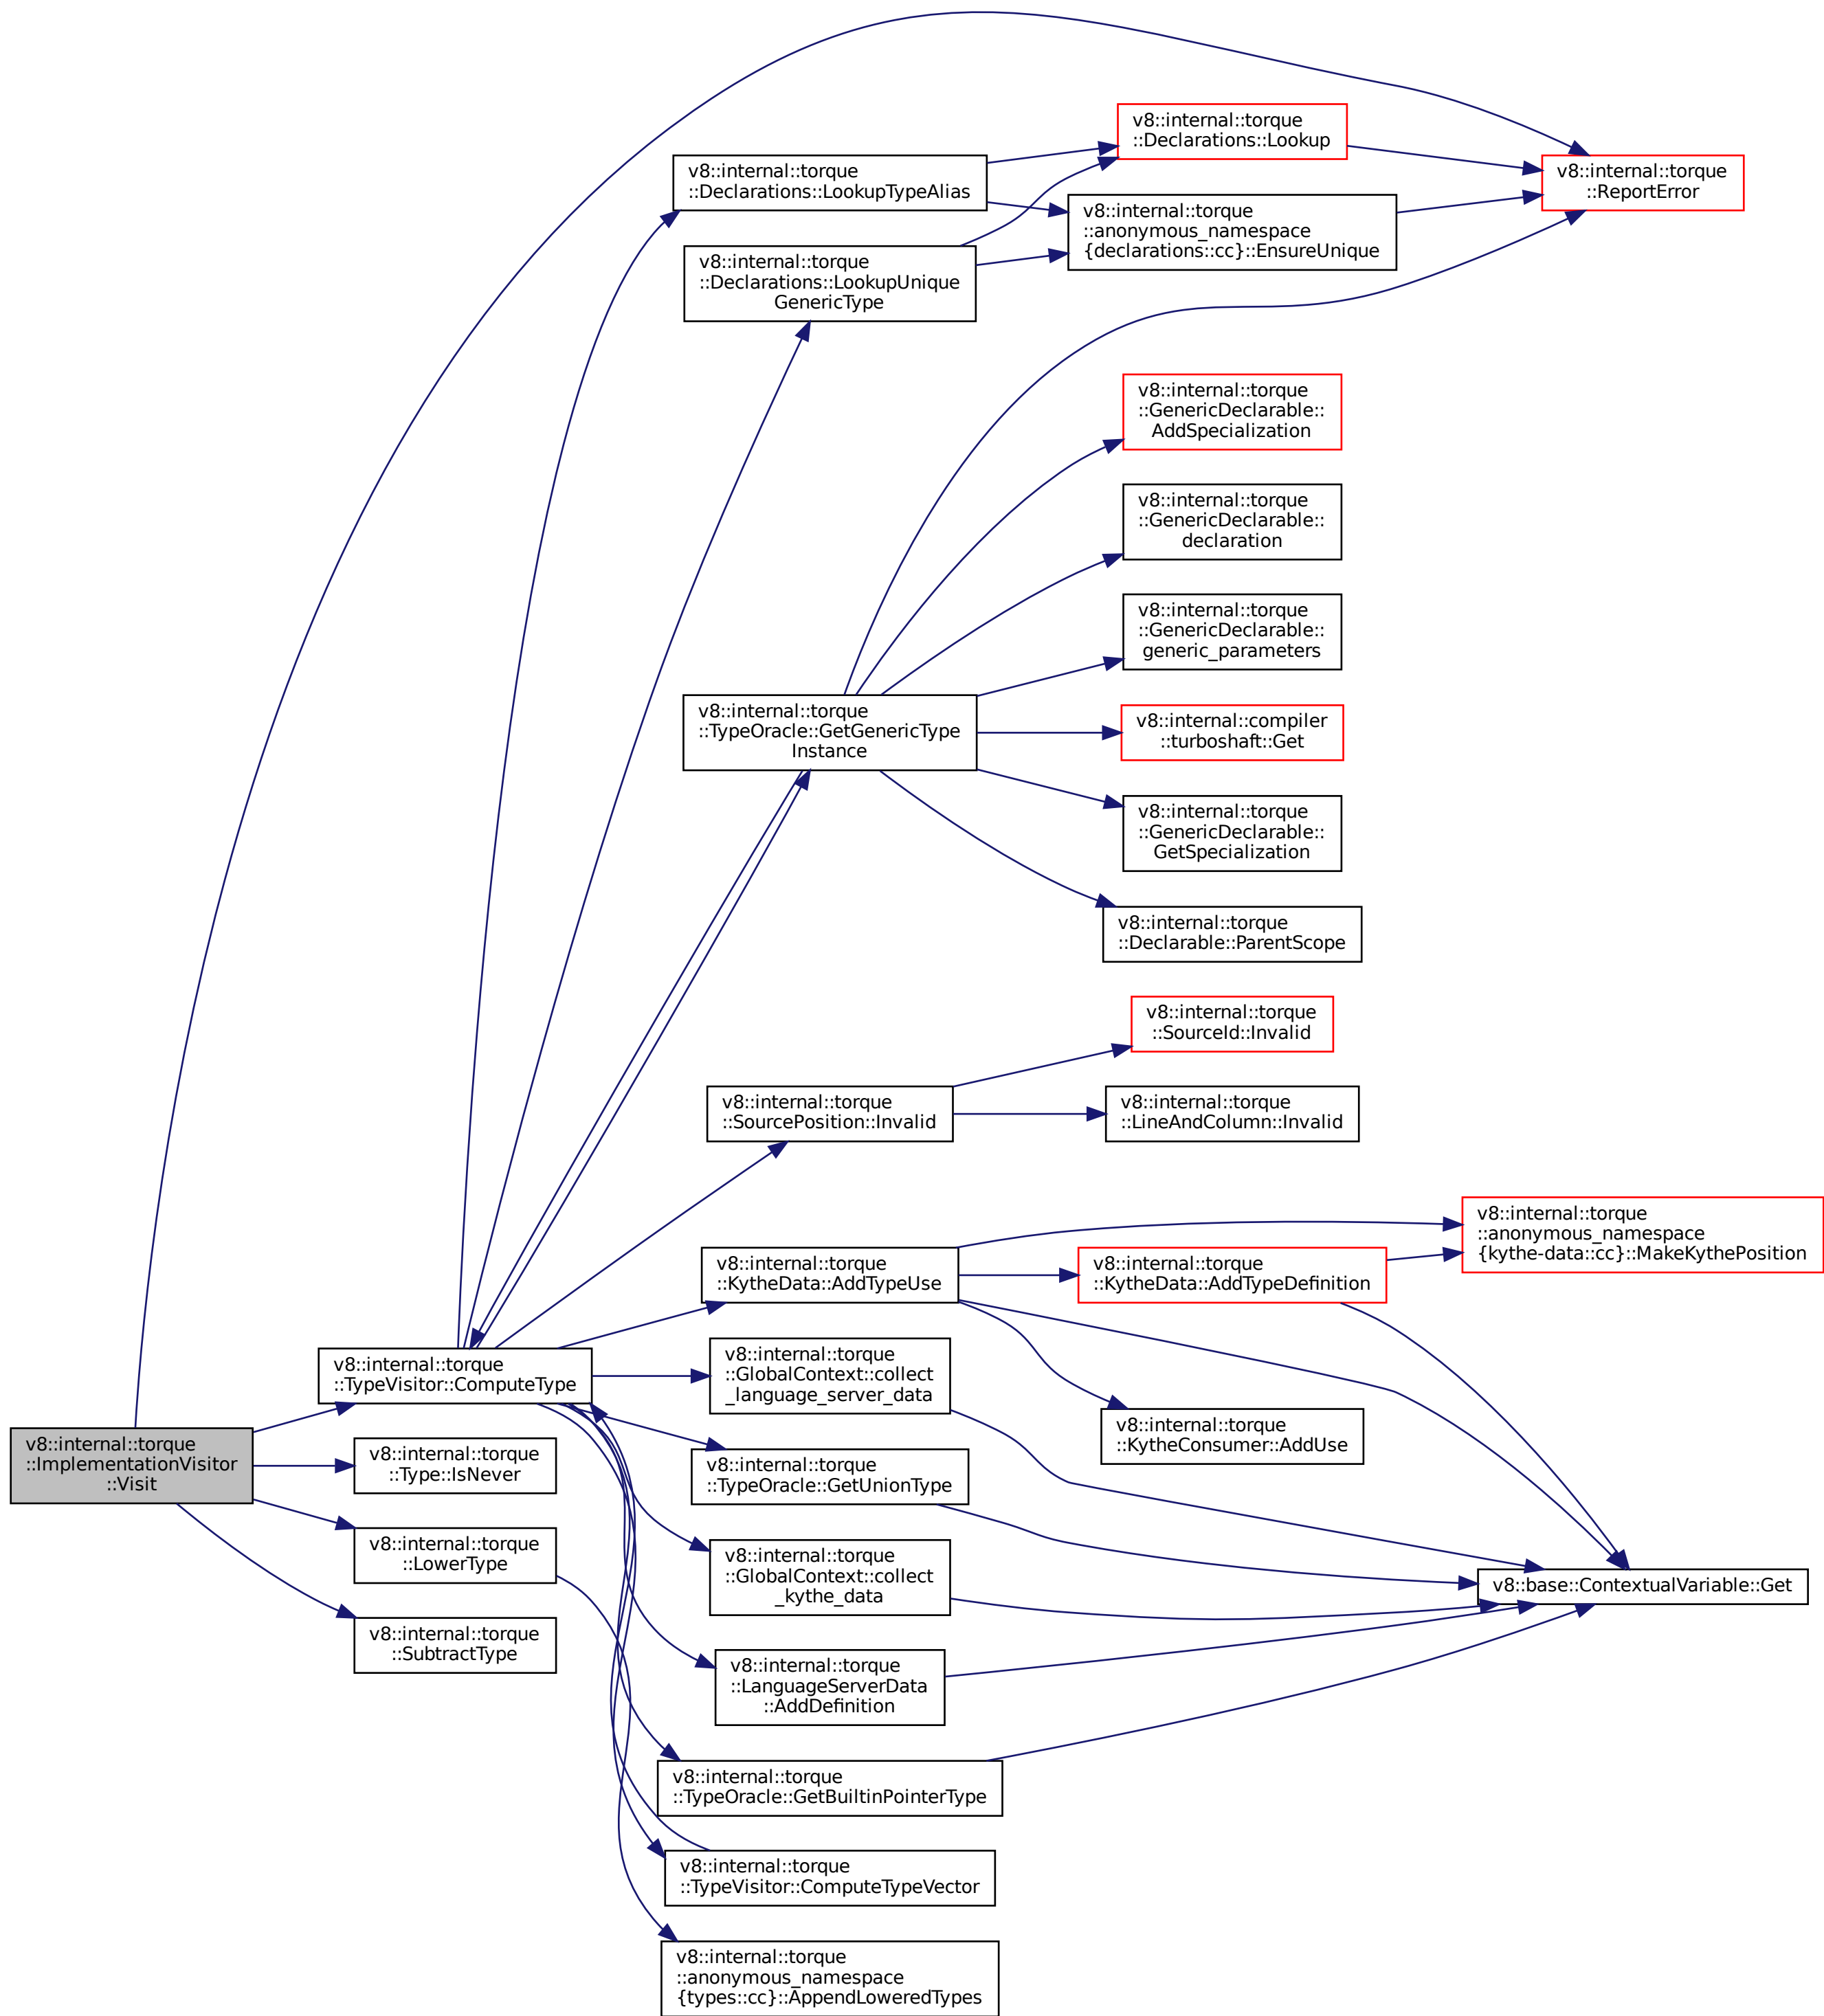 v8::internal::torque
::Declarations::Lookup
v8::internal::torque
::Declarations::LookupTypeAlias
v8::internal::torque
::ReportError
v8::internal::torque
::anonymous_namespace
{declarations::cc}::EnsureUnique
v8::internal::torque
::Declarations::LookupUnique
GenericType
v8::internal::torque
::GenericDeclarable::
AddSpecialization
v8::internal::torque
::GenericDeclarable::
declaration
v8::internal::torque
::GenericDeclarable::
generic_parameters
v8::internal::torque
::TypeOracle::GetGenericType
Instance
v8::internal::compiler
::turboshaft::Get
v8::internal::torque
::GenericDeclarable::
GetSpecialization
v8::internal::torque
::Declarable::ParentScope
v8::internal::torque
::SourceId::Invalid
v8::internal::torque
::SourcePosition::Invalid
v8::internal::torque
::LineAndColumn::Invalid
v8::internal::torque
::anonymous_namespace
{kythe-data::cc}::MakeKythePosition
v8::internal::torque
::KytheData::AddTypeUse
v8::internal::torque
::KytheData::AddTypeDefinition
v8::internal::torque
::TypeVisitor::ComputeType
v8::internal::torque
::GlobalContext::collect
_language_server_data
v8::internal::torque
::KytheConsumer::AddUse
v8::internal::torque
::ImplementationVisitor
::Visit
v8::internal::torque
::Type::IsNever
v8::internal::torque
::TypeOracle::GetUnionType
v8::internal::torque
::LowerType
v8::internal::torque
::GlobalContext::collect
_kythe_data
v8::base::ContextualVariable::Get
v8::internal::torque
::SubtractType
v8::internal::torque
::LanguageServerData
::AddDefinition
v8::internal::torque
::TypeOracle::GetBuiltinPointerType
v8::internal::torque
::TypeVisitor::ComputeTypeVector
v8::internal::torque
::anonymous_namespace
{types::cc}::AppendLoweredTypes